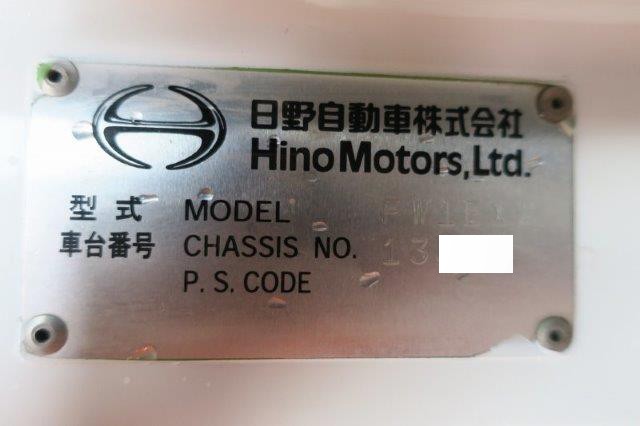 日野自動車株式会社
Hino Motors, Ltd.
型式 MODEL FW1E
車台番号 CHASSIS NO. 13
P. S. CODE